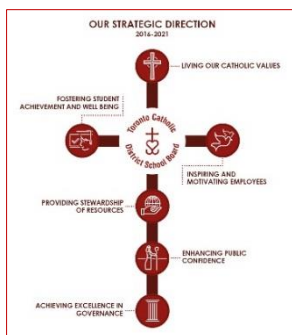 OUR STRATEGIC DIRECTION
2016-2021
LIVING OUR CATHOLIC VALUES
FOSTERING STUDENT
ACHIEVEMENT AND WELL BEING
Toronto Catholic
District School Board
INSPIRING AND
MOTIVATING EMPLOYEES
PROVIDING STEWARDSHIP
OF RESOURCES
ENHANCING PUBLIC
CONFIDENCE
ACHIEVING EXCELLENCE IN
GOVERNANCE